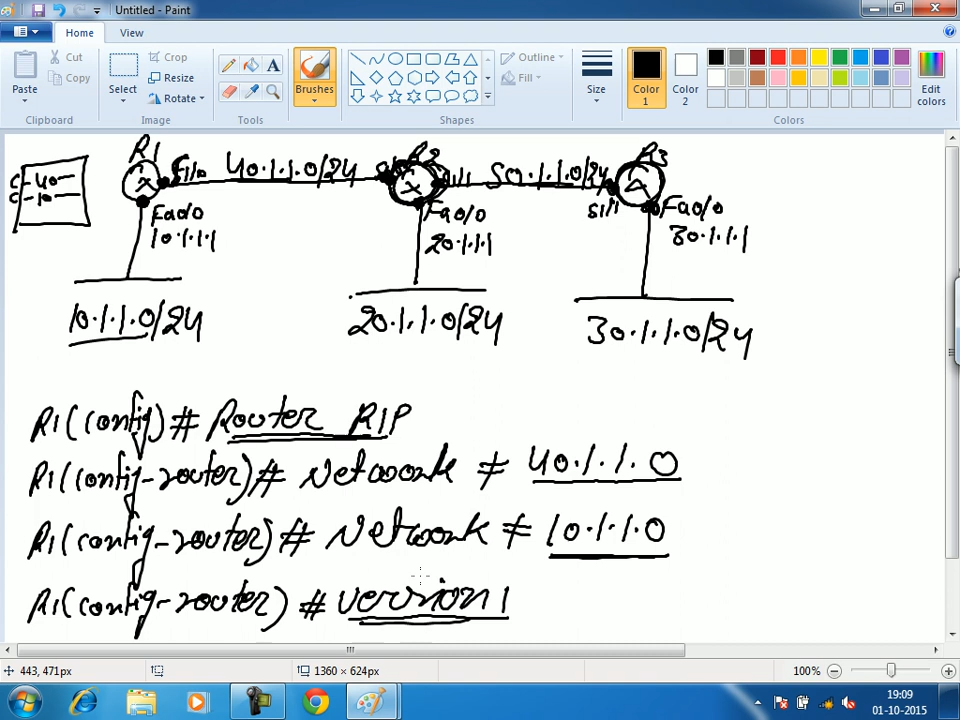 Untitled - Paint
Home
View
Paste
Cut
Copy
Clipboard
Select
Crop
Resize
Rotate
Image
Tools
Brushes
Shapes
Outline
Fill
Size
Color 1
Color 2
Edit colors
Colors
R1
R2
R3
C - 40
C - 10
S1/0
40.1.1.0/24
50.1.1.0/24
S1/1
Fa0/0
10.1.1.1
Fa0/0
20.1.1.1
Fa0/0
30.1.1.1
10.1.1.0/24
20.1.1.0/24
30.1.1.0/24
R1(config)# Router RIP
R1(config-router)# Network ≠ 40.1.1.0
R1(config-router)# Network ≠ 10.1.1.0
R1(config-router)# version 1
443, 471px
1360 × 624px
100%
19:09
01-10-2015